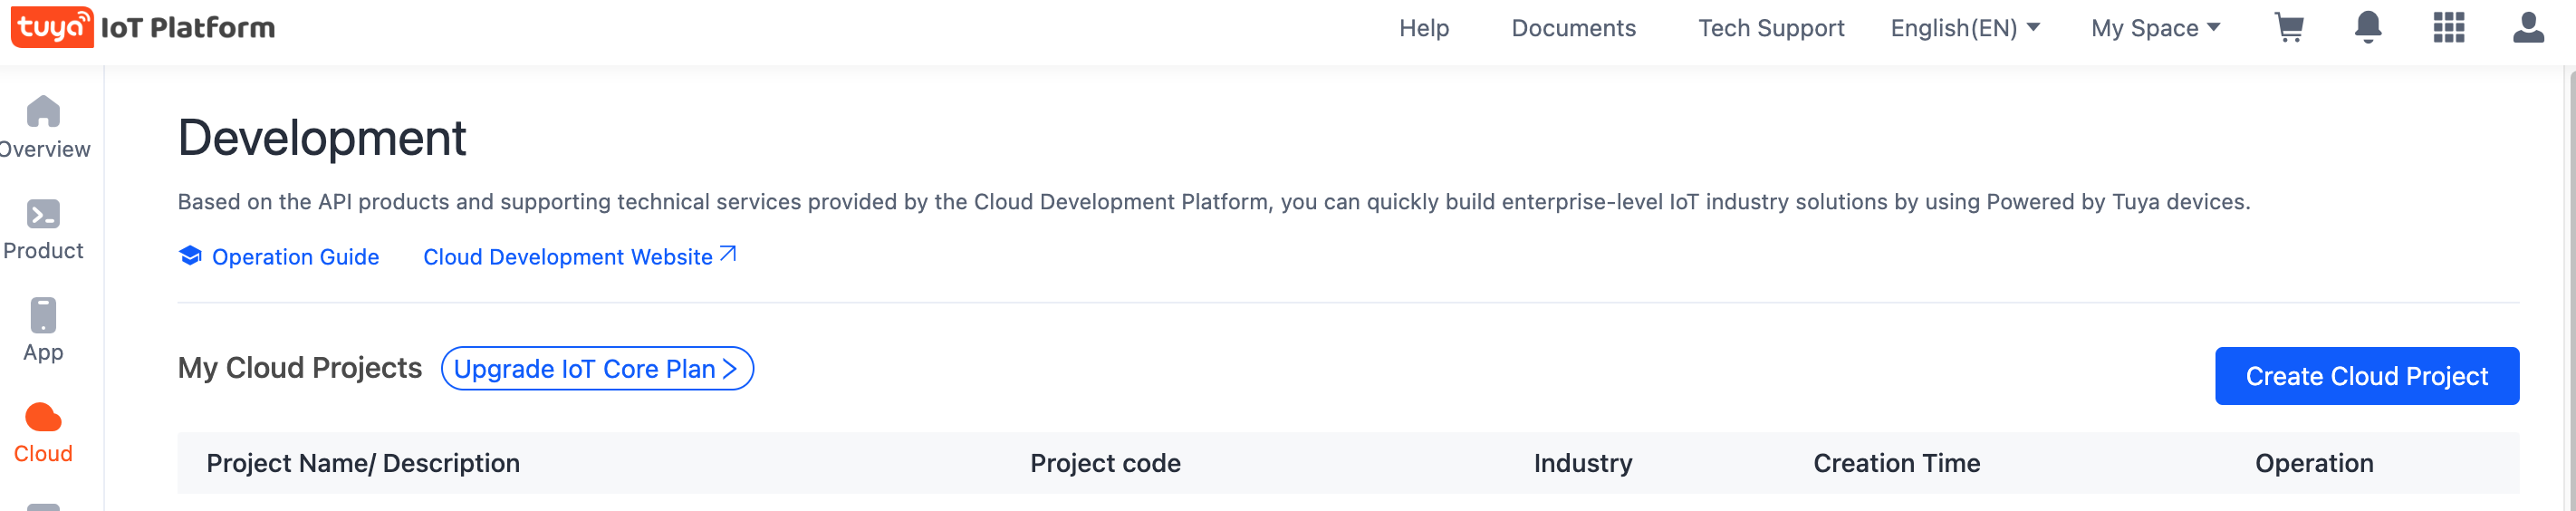 tuya IoT Platform Help Documents Tech Support English(EN) My Space
Overview
Product
App
Cloud
Development
Based on the API products and supporting technical services provided by the Cloud Development Platform, you can quickly build enterprise-level IoT industry solutions by using Powered by Tuya devices.
Operation Guide Cloud Development Website
My Cloud Projects Upgrade IoT Core Plan > Create Cloud Project
Project Name/ Description Project code Industry Creation Time Operation